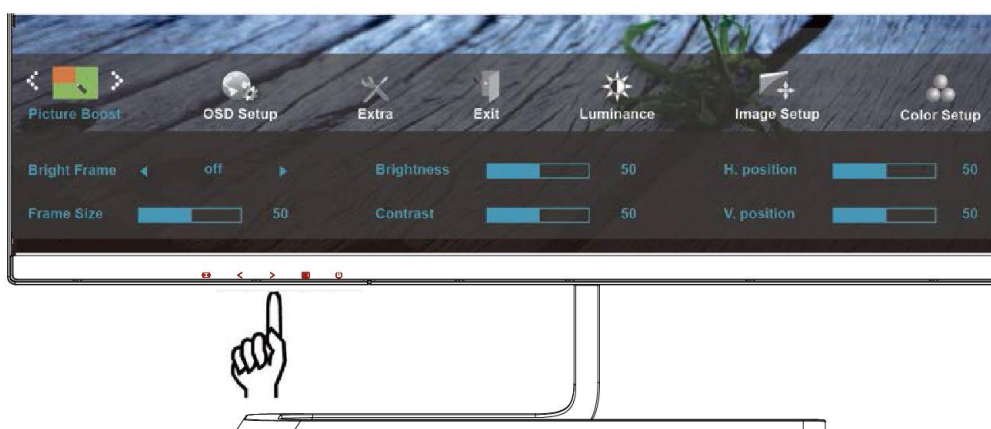 Picture Boost OSD Setup Extra Exit Luminance Image Setup Color Setup
Bright Frame off Brightness 50 H. position 50
Frame Size 50 Contrast 50 V. position 50